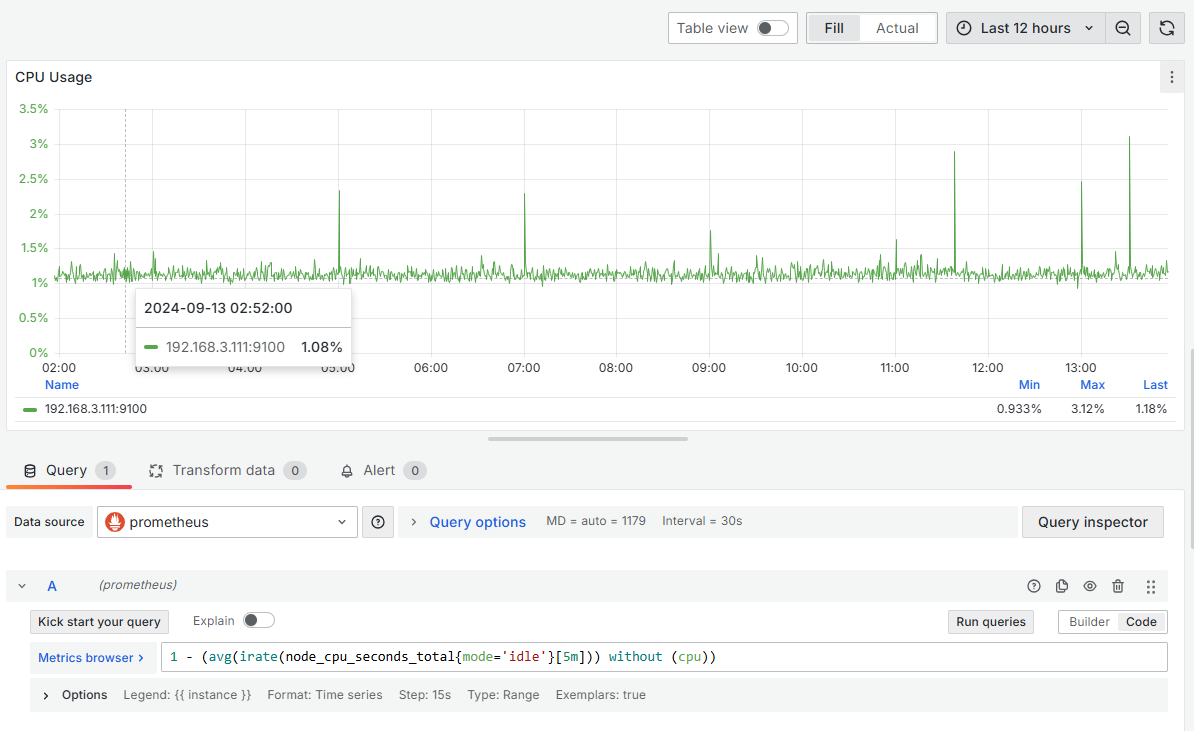 Table view Fill Actual Last 12 hours
CPU Usage
3.5%
3%
2.5%
2%
1.5%
1%
0.5%
0%
2024-09-13 02:52:00
192.168.3.111:9100 1.08%
02:00 03:00 04:00 05:00 06:00 07:00 08:00 09:00 10:00 11:00 12:00 13:00
Name Min Max Last
192.168.3.111:9100 0.933% 3.12% 1.18%
Query 1 Transform data 0 Alert 0
Data source prometheus Query options MD = auto = 1179 Interval = 30s Query inspector
A (prometheus)
Kick start your query Explain Run queries Builder Code
Metrics browser > 1 - (avg(irate(node_cpu_seconds_total{mode='idle'}[5m])) without (cpu))
Options Legend: {{ instance }} Format: Time series Step: 15s Type: Range Exemplars: true